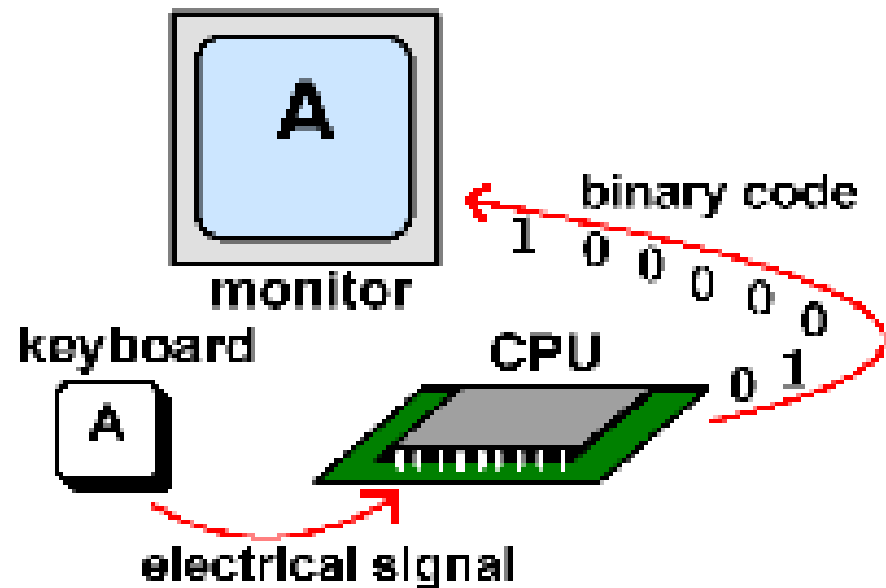 A
monitor
binary code
1 0 0 0 0 0 1 0
keyboard
A
CPU
electrical signal